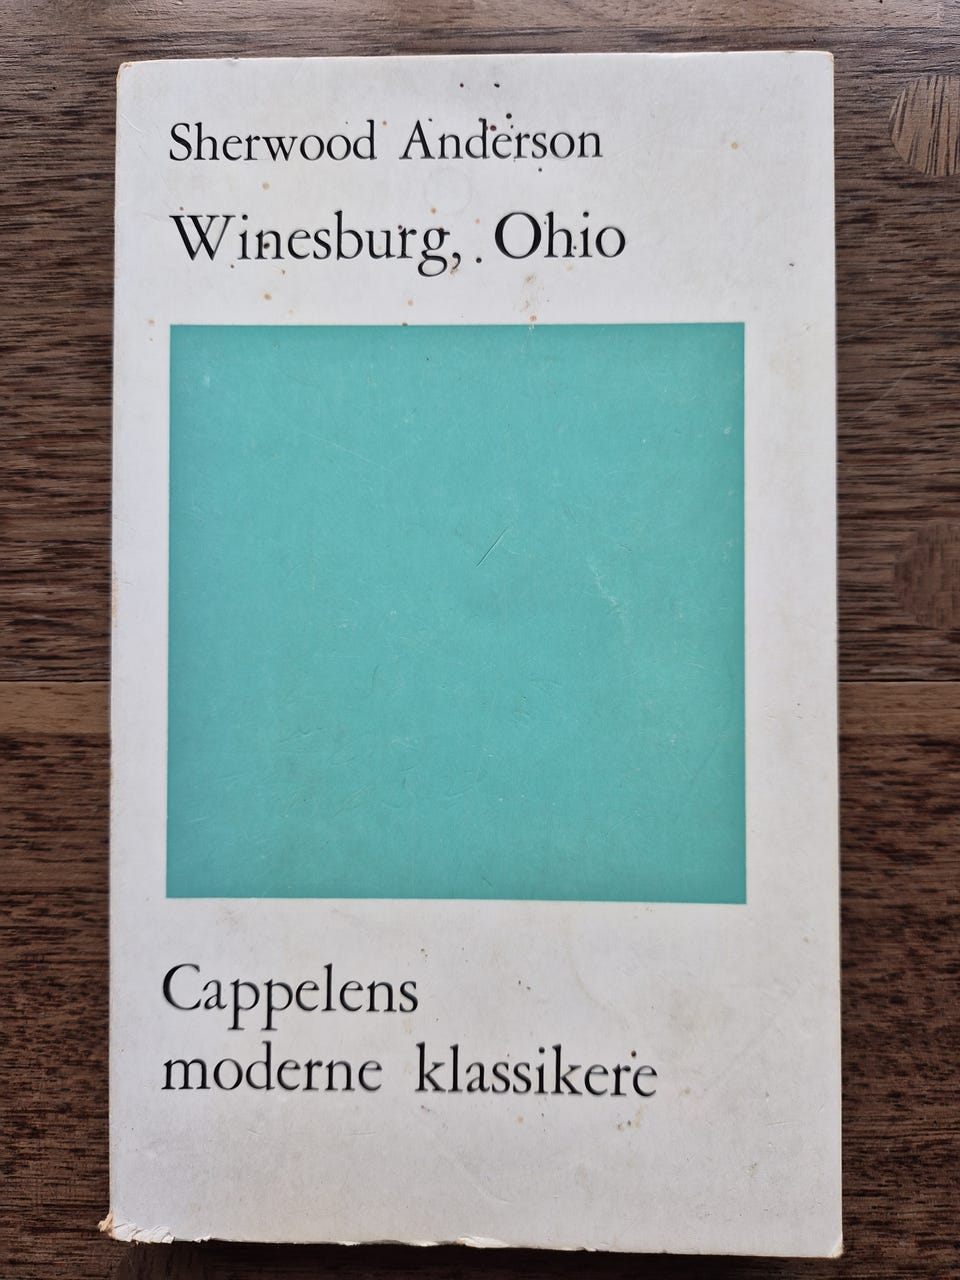 Sherwood Anderson
Winesburg, Ohio
Cappelens
moderne klassikere